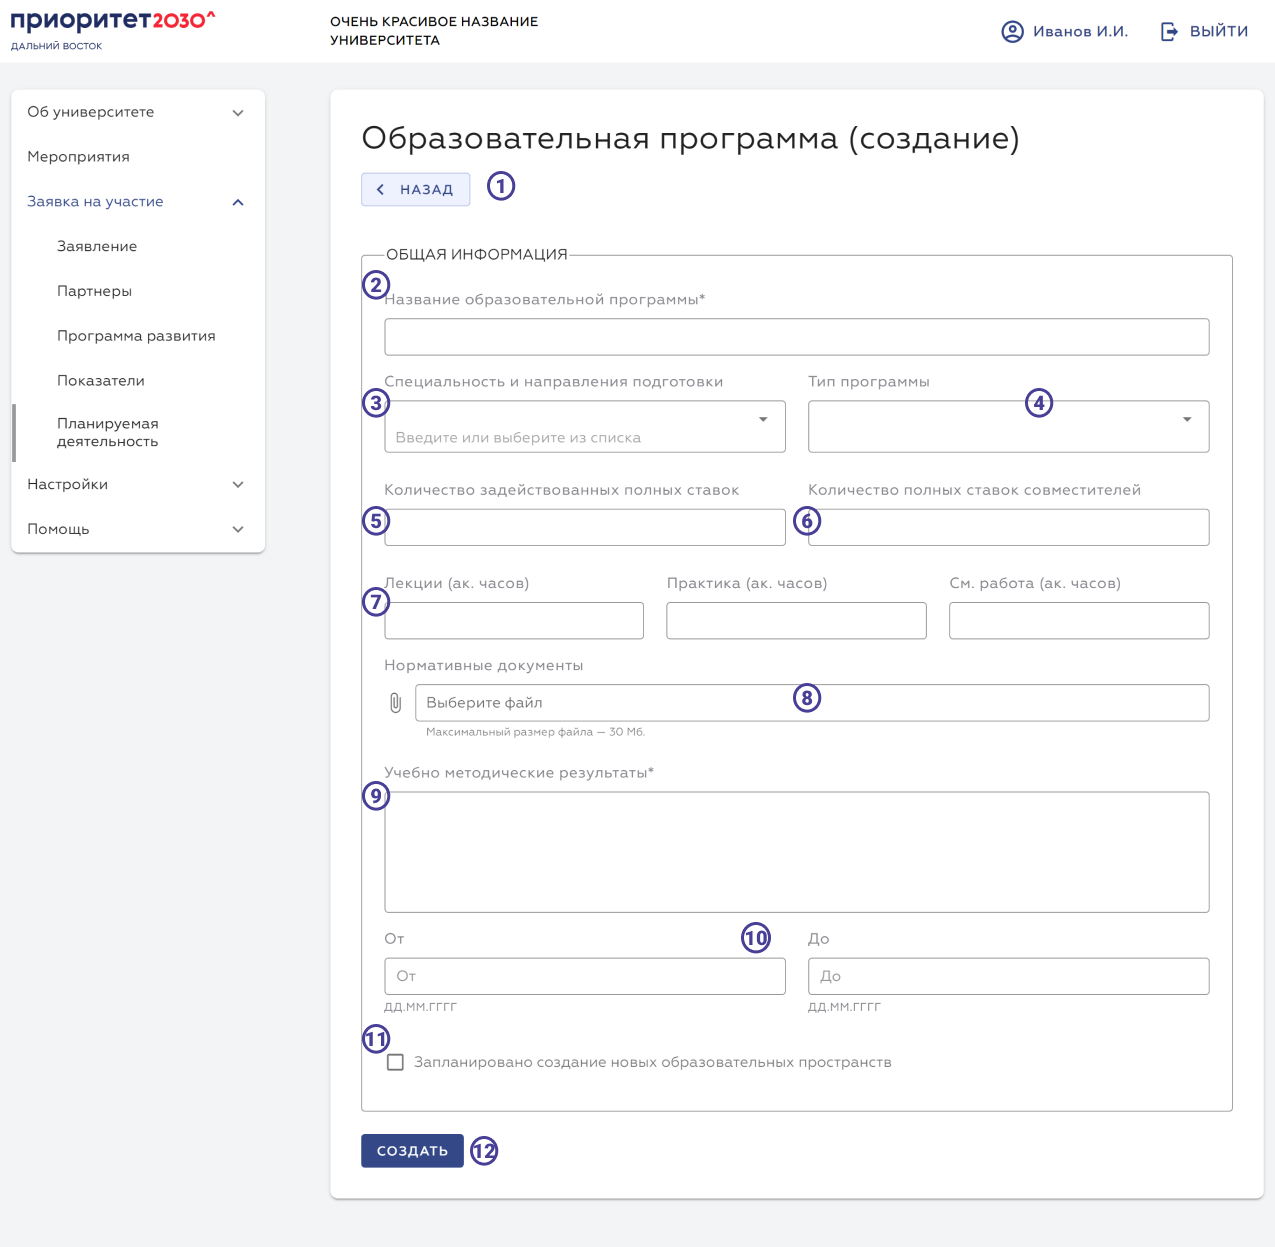 приоритет2030^
ДАЛЬНИЙ ВОСТОК
ОЧЕНЬ КРАСИВОЕ НАЗВАНИЕ
УНИВЕРСИТЕТА
Иванов И.И.
ВЫЙТИ
Об университете
Мероприятия
Заявка на участие
Заявление
Партнеры
Программа развития
Показатели
Планируемая
деятельность
Настройки
Помощь
Образовательная программа (создание)
НАЗАД
1
ОБЩАЯ ИНФОРМАЦИЯ
2
Название образовательной программы*
Специальность и направления подготовки
Тип программы
3
4
Введите или выберите из списка
Количество задействованных полных ставок
Количество полных ставок совместителей
5
6
Лекции (ак. часов)
Практика (ак. часов)
См. работа (ак. часов)
7
Нормативные документы
Выберите файл
8
Максимальный размер файла — 30 Мб.
Учебно методические результаты*
9
От
10
До
От
До
ДД.ММ.ГГГГ
ДД.ММ.ГГГГ
11
Запланировано создание новых образовательных пространств
СОЗДАТЬ
12